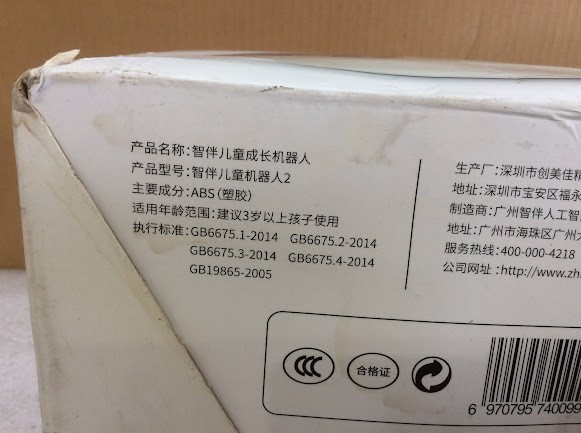 产品名称:智伴儿童成长机器人
产品型号:智伴儿童机器人2
主要成分:ABS(塑胶)
适用年龄范围:建议3岁以上孩子使用
执行标准:GB6675.1-2014 GB6675.2-2014
GB6675.3-2014 GB6675.4-2014
GB19865-2005
生产厂:深圳市创美佳精
地址:深圳市宝安区福永
制造商:广州智伴人工智
地址:广州市海珠区广州大
服务热线:400-000-4218
公司网址:http://www.zh
CCC
合格证
6 970795 740099